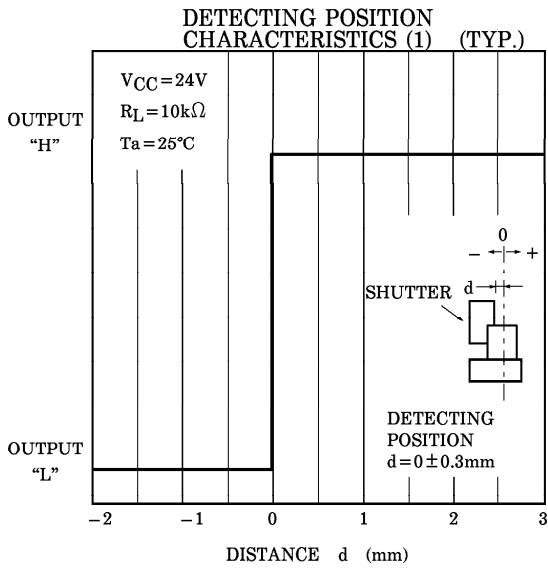 DETECTING POSITION
CHARACTERISTICS (1) (TYP.)
VCC=24V
RL=10kΩ
Ta=25°C
OUTPUT
“H”
0
− +
d
SHUTTER
DETECTING
POSITION
d=0±0.3mm
OUTPUT
“L”
−2 −1 0 1 2 3
DISTANCE d (mm)